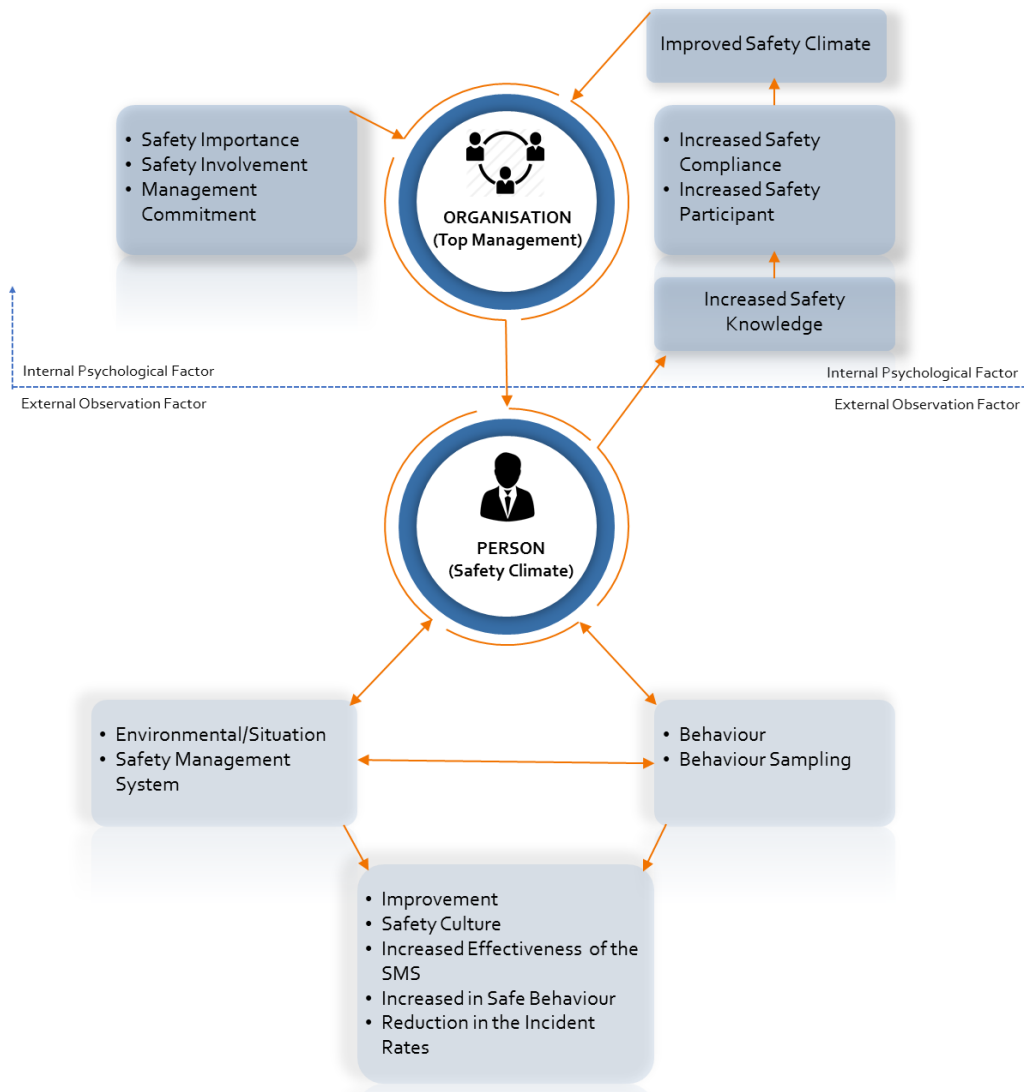 Improved Safety Climate
• Safety Importance
• Safety Involvement
• Management
Commitment
ORGANISATION
(Top Management)
• Increased Safety
Compliance
• Increased Safety
Participant
Increased Safety
Knowledge
Internal Psychological Factor
Internal Psychological Factor
External Observation Factor
External Observation Factor
PERSON
(Safety Climate)
• Environmental/Situation
• Safety Management
System
• Behaviour
• Behaviour Sampling
• Improvement
• Safety Culture
• Increased Effectiveness of the
SMS
• Increased in Safe Behaviour
• Reduction in the Incident
Rates